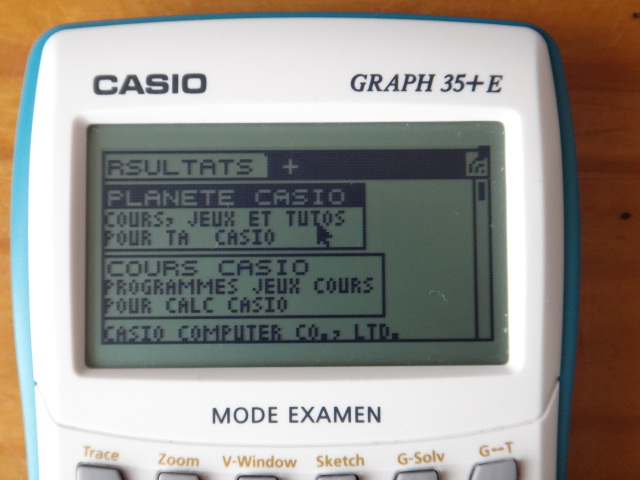 CASIO GRAPH 35+ E
RSULTATS +
PLANETE CASIO
COURS, JEUX ET TUTOS
POUR TA CASIO
COURS CASIO
PROGRAMMES JEUX COURS
POUR CALC CASIO
CASIO COMPUTER CO., LTD.
MODE EXAMEN
Trace Zoom V-Window Sketch G-Solv G↔T